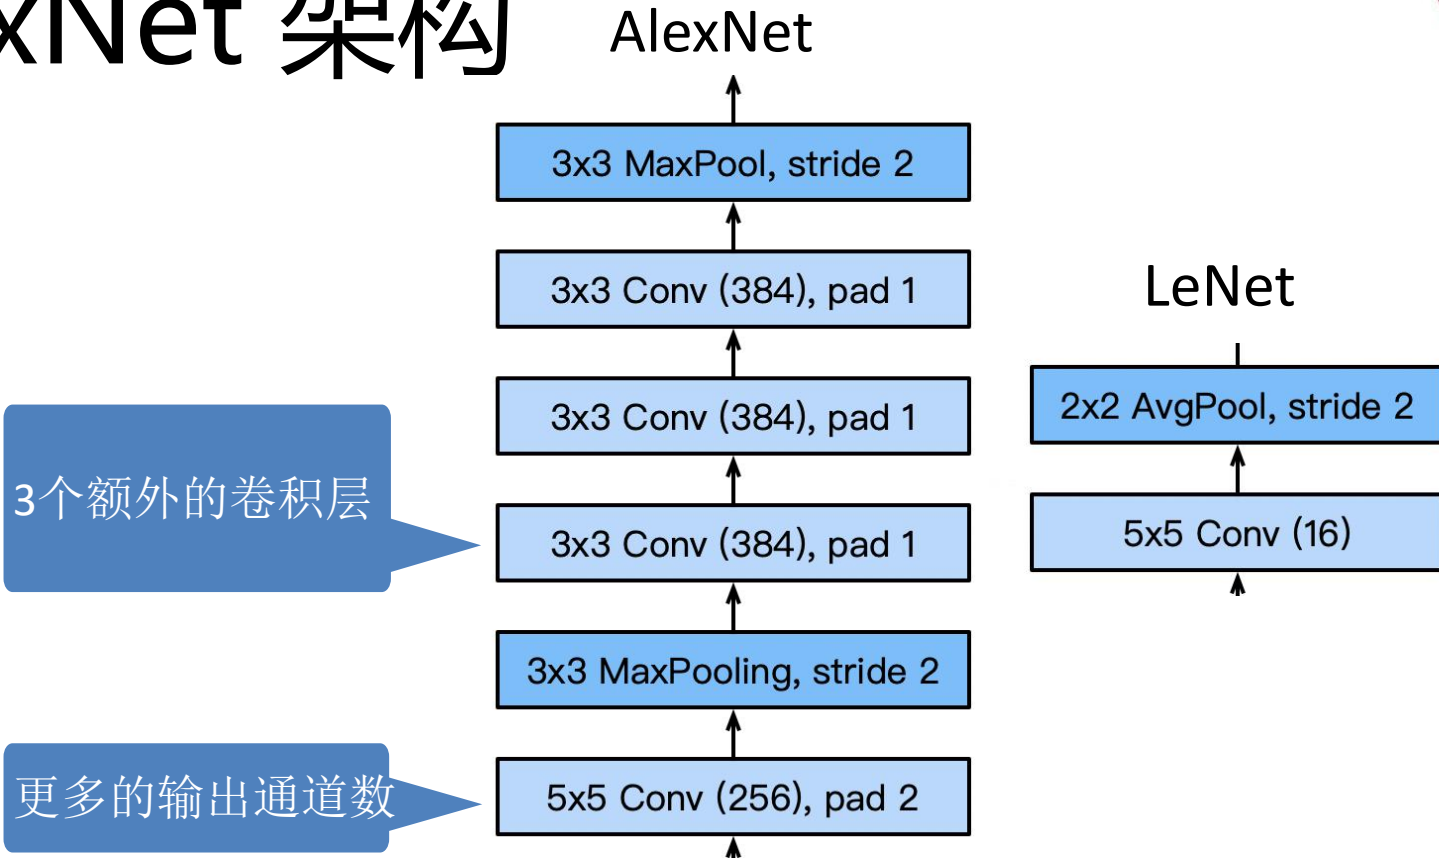 xNet 架构
AlexNet
3x3 MaxPool, stride 2
3x3 Conv (384), pad 1
3x3 Conv (384), pad 1
3个额外的卷积层
3x3 Conv (384), pad 1
3x3 MaxPooling, stride 2
更多的输出通道数
5x5 Conv (256), pad 2
LeNet
2x2 AvgPool, stride 2
5x5 Conv (16)